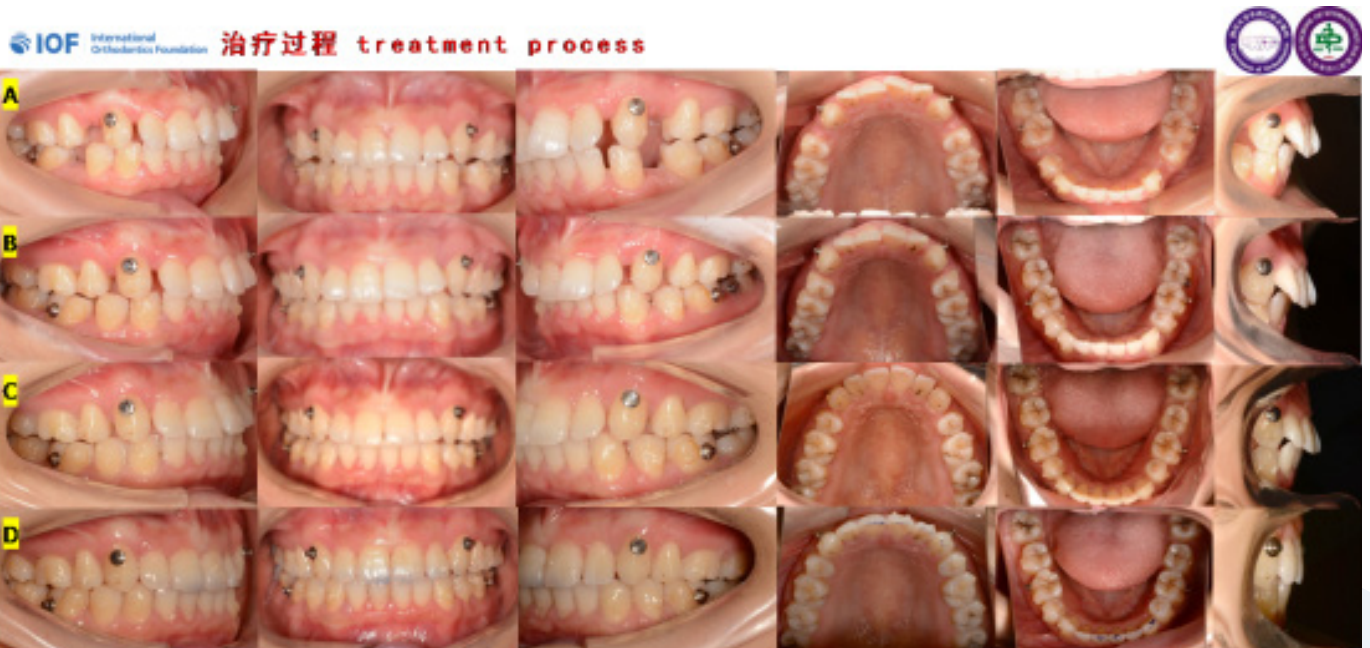 IOF International
Orthodontics Foundation
治疗过程 treatment process
A
B
C
D